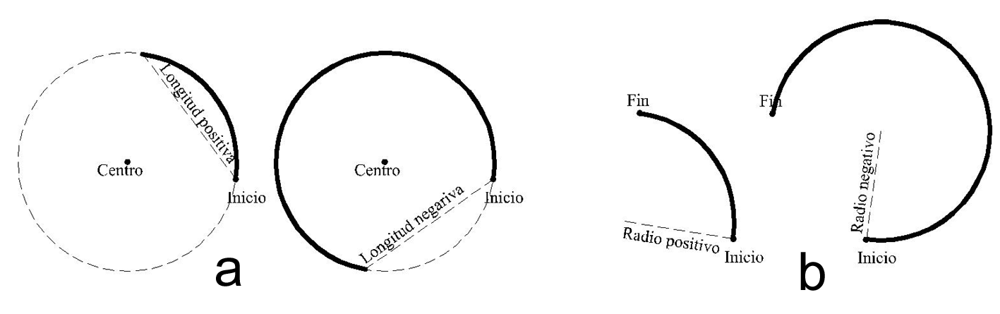 Longitud positiva
Centro
Inicio
a
Longitud negariva
Centro
Inicio
Fin
Radio positivo
Inicio
b
Fin
Radio negativo
Inicio